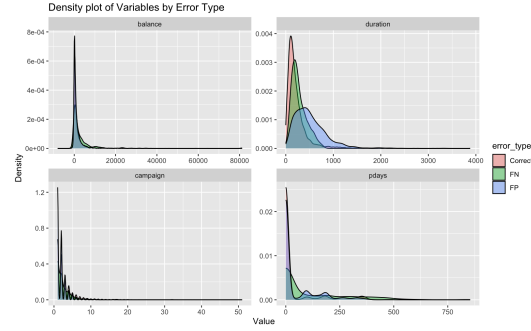 Density plot of Variables by Error Type
balance
duration
8e-04
6e-04
4e-04
2e-04
0e+00
0
20000
40000
60000
80000
0.004
0.003
0.002
0.001
0.000
0
1000
2000
3000
4000
campaign
pdays
1.2
0.8
0.4
0.0
0
10
20
30
40
50
0.02
0.01
0.00
0
250
500
750
Density
Value
error_type
Correct
FN
FP